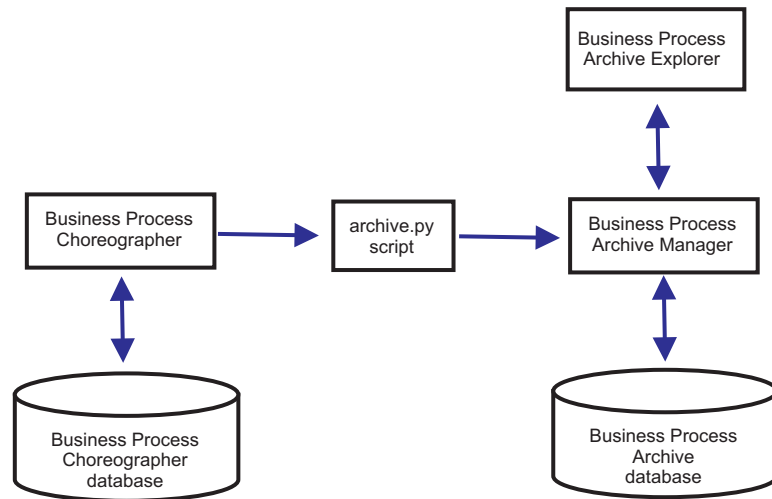 Business Process
Archive Explorer
Business Process
Choreographer
archive.py
script
Business Process
Archive Manager
Business Process
Choreographer
database
Business Process
Archive
database